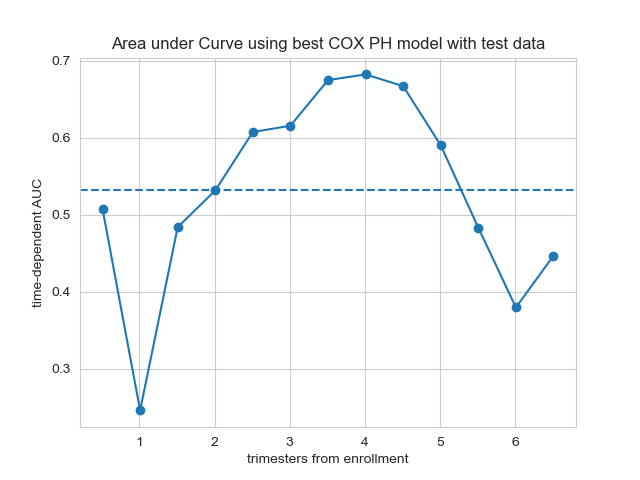 Area under Curve using best COX PH model with test data
time-dependent AUC
0.7
0.6
0.5
0.4
0.3
1 2 3 4 5 6
trimesters from enrollment